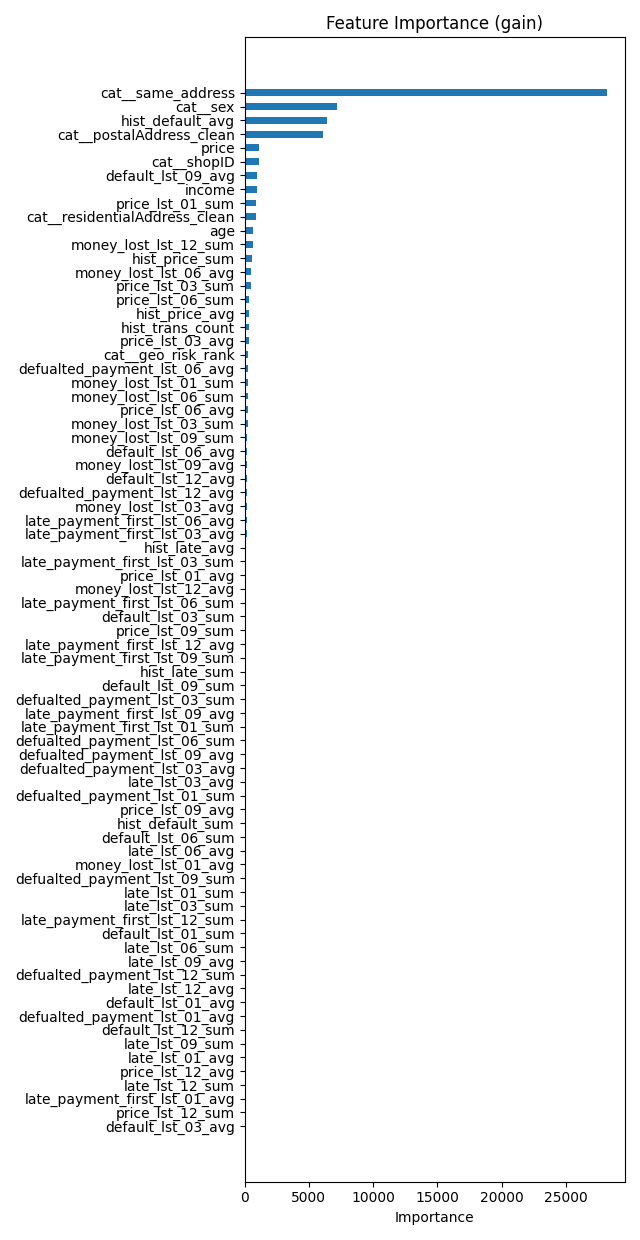 Feature Importance (gain)
cat__same_address
cat__sex
hist_default_avg
cat__postalAddress_clean
price
cat__shopID
default_lst_09_avg
income
price_lst_01_sum
cat__residentialAddress_clean
age
money_lost_lst_12_sum
hist_price_sum
money_lost_lst_06_avg
price_lst_03_sum
price_lst_06_sum
hist_price_avg
hist_trans_count
price_lst_03_avg
cat__geo_risk_rank
defualted_payment_lst_06_avg
money_lost_lst_01_sum
money_lost_lst_06_sum
price_lst_06_avg
money_lost_lst_03_sum
money_lost_lst_09_sum
default_lst_06_avg
money_lost_lst_09_avg
default_lst_12_avg
defualted_payment_lst_12_avg
money_lost_lst_03_avg
late_payment_first_lst_06_avg
late_payment_first_lst_03_avg
hist_late_avg
late_payment_first_lst_03_sum
price_lst_01_avg
money_lost_lst_12_avg
late_payment_first_lst_06_sum
default_lst_03_sum
price_lst_09_sum
late_payment_first_lst_12_avg
late_payment_first_lst_09_sum
hist_late_sum
default_lst_09_sum
defualted_payment_lst_03_sum
late_payment_first_lst_09_avg
late_payment_first_lst_01_sum
defualted_payment_lst_06_sum
defualted_payment_lst_09_avg
defualted_payment_lst_03_avg
late_lst_03_avg
defualted_payment_lst_01_sum
price_lst_09_avg
hist_default_sum
default_lst_06_sum
late_lst_06_avg
money_lost_lst_01_avg
defualted_payment_lst_09_sum
late_lst_01_sum
late_lst_03_sum
late_payment_first_lst_12_sum
default_lst_01_sum
late_lst_06_sum
late_lst_09_avg
defualted_payment_lst_12_sum
late_lst_12_avg
default_lst_01_avg
defualted_payment_lst_01_avg
default_lst_12_sum
late_lst_09_sum
late_lst_01_avg
price_lst_12_avg
late_lst_12_sum
late_payment_first_lst_01_avg
price_lst_12_sum
default_lst_03_avg
0 5000 10000 15000 20000 25000
Importance